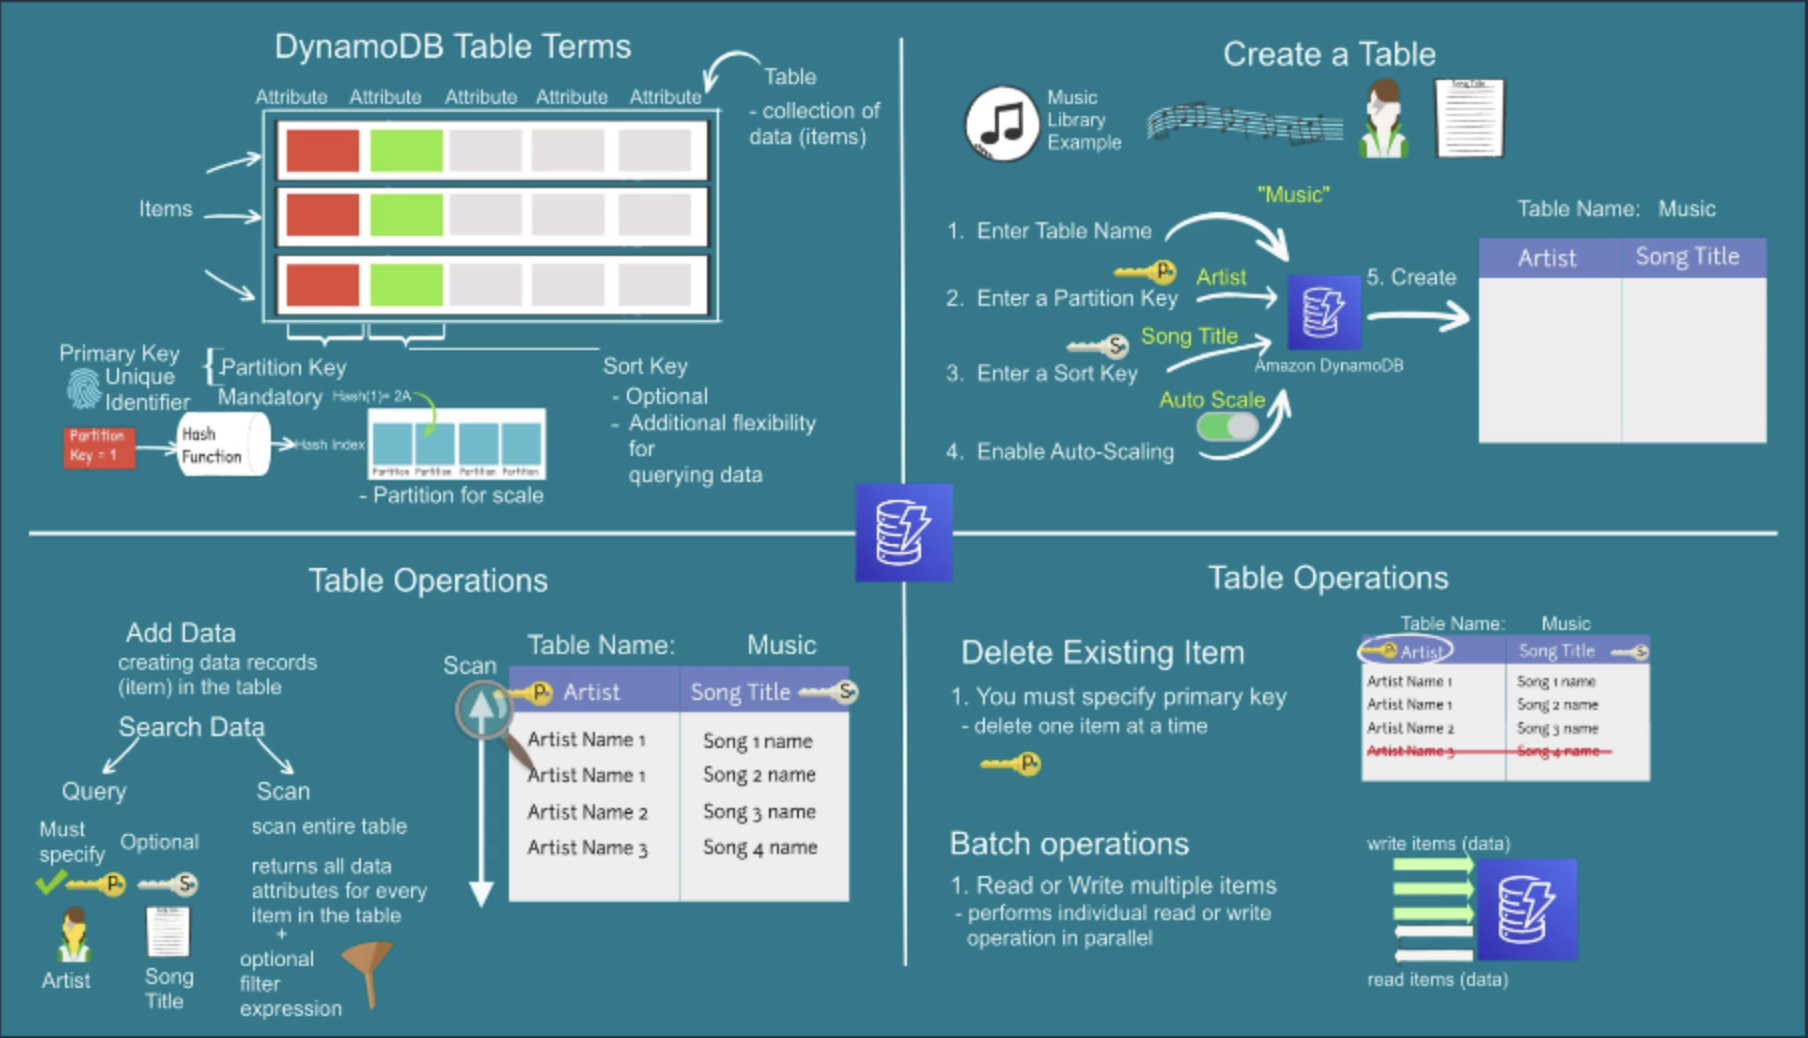 DynamoDB Table Terms
Attribute Attribute Attribute Attribute Attribute
Table
- collection of
data (items)
Items
Primary Key
Unique
Identifier
Partition Key
Mandatory
Hash(1)= 2A
Partition
Key = 1
Hash
Function
Hash Index
Partition Partition Partition Partition
- Partition for scale
Sort Key
- Optional
- Additional flexibility
for
querying data
Create a Table
Music
Library
Example
Song Title
"Music"
1. Enter Table Name
P
Artist
2. Enter a Partition Key
S
Song Title
3. Enter a Sort Key
Auto Scale
4. Enable Auto-Scaling
Amazon DynamoDB
5. Create
Table Name: Music
Artist Song Title
Table Operations
Add Data
creating data records
(item) in the table
Search Data
Query
Must
specify
Optional
P
S
Artist
Song
Title
Scan
scan entire table
returns all data
attributes for every
item in the table
+
optional
filter
expression
Scan
Table Name: Music
P Artist Song Title S
Artist Name 1 Song 1 name
Artist Name 1 Song 2 name
Artist Name 2 Song 3 name
Artist Name 3 Song 4 name
Table Operations
Delete Existing Item
1. You must specify primary key
- delete one item at a time
P
Table Name: Music
P Artist Song Title S
Artist Name 1 Song 1 name
Artist Name 1 Song 2 name
Artist Name 2 Song 3 name
Artist Name 3 Song 4 name
Batch operations
1. Read or Write multiple items
- performs individual read or write
operation in parallel
write items (data)
read items (data)